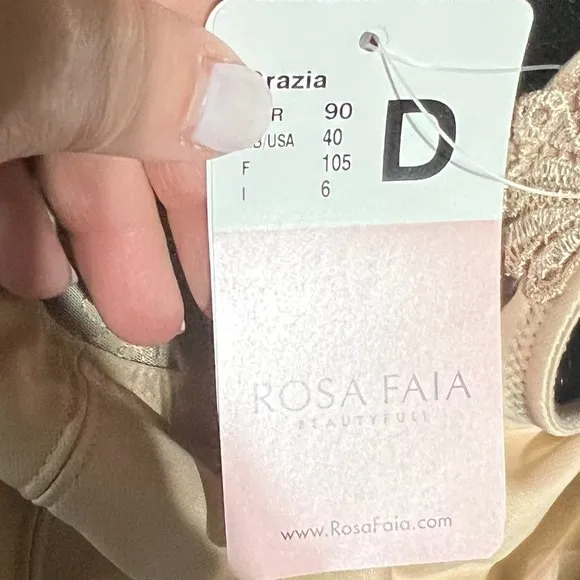 razia
R 90
B/USA 40
F 105
I 6
D
ROSA FAIA
BEAUTYFULL
www.RosaFaia.com